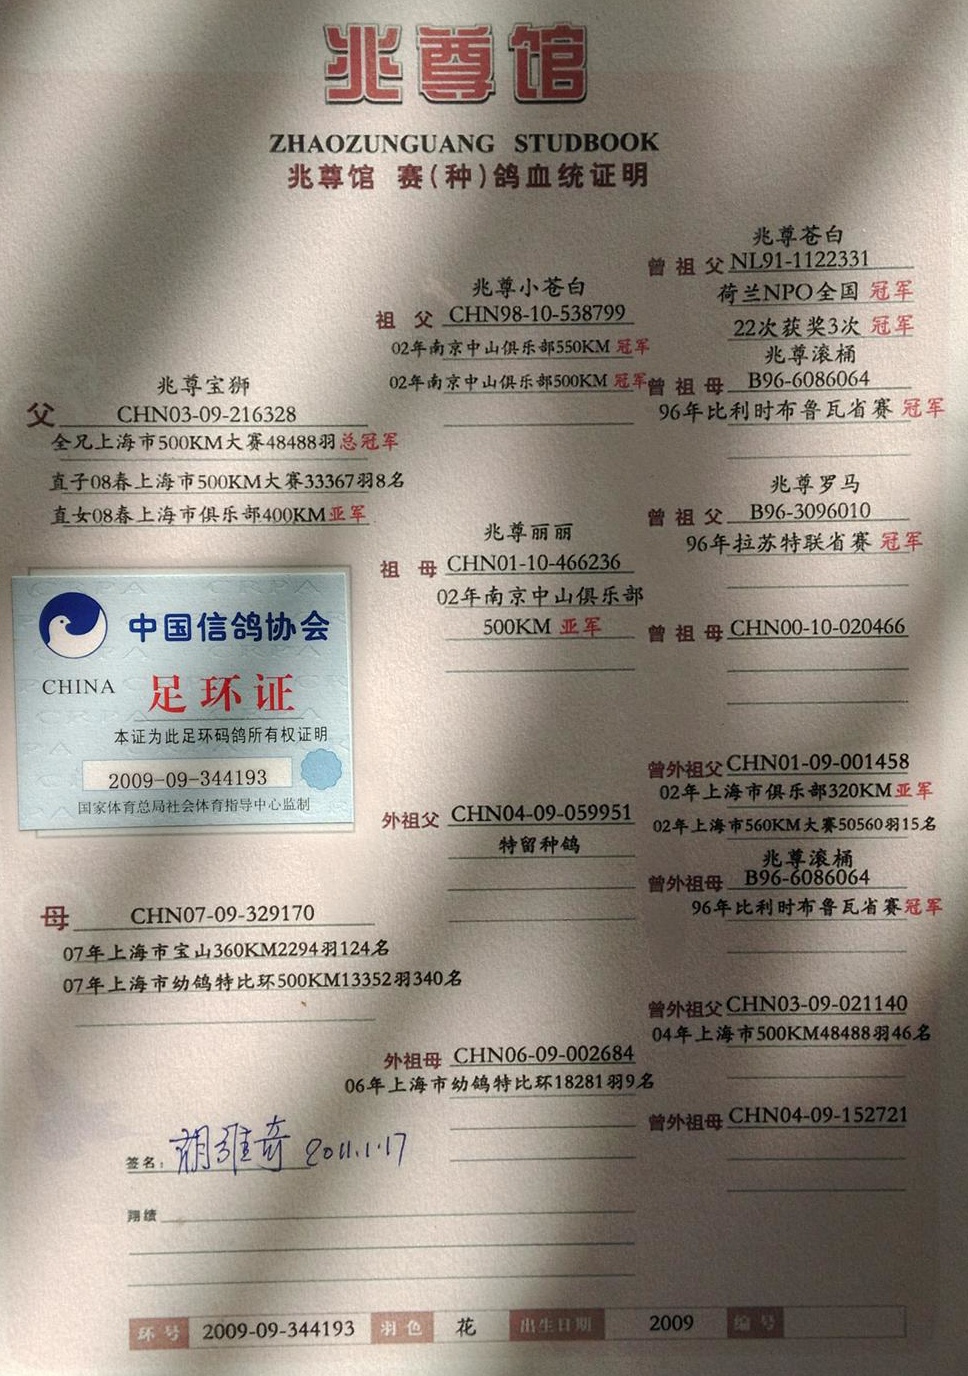 兆尊馆
ZHAOZUNGUANG STUDBOOK
兆尊馆 赛(种)鸽血统证明
父
兆尊宝狮
CHN03-09-216328
全兄上海市500KM大赛48488羽总冠军
直子08春上海市500KM大赛33367羽8名
直女08春上海市俱乐部400KM亚军
中国信鸽协会
CHINA 足环证
本证为此足环码鸽所有权证明
2009-09-344193
国家体育总局社会体育指导中心监制
母 CHN07-09-329170
07年上海市宝山360KM2294羽124名
07年上海市幼鸽特比环500KM13352羽340名
兆尊小苍白
祖父 CHN98-10-538799
02年南京中山俱乐部550KM 冠军
02年南京中山俱乐部500KM 冠军
兆尊丽丽
祖母 CHN01-10-466236
02年南京中山俱乐部
500KM 亚军
外祖父 CHN04-09-059951
特留种鸽
外祖母 CHN06-09-002684
06年上海市幼鸽特比环18281羽9名
兆尊苍白
曾祖父 NL91-1122331
荷兰NPO全国 冠军
22次获奖3次 冠军
兆尊滚桶
曾祖母 B96-6086064
96年比利时布鲁瓦省赛 冠军
兆尊罗马
曾祖父 B96-3096010
96年拉苏特联省赛 冠军
曾祖母 CHN00-10-020466
曾外祖父 CHN01-09-001458
02年上海市俱乐部320KM亚军
02年上海市560KM大赛50560羽15名
兆尊滚桶
曾外祖母 B96-6086064
96年比利时布鲁瓦省赛冠军
曾外祖父 CHN03-09-021140
04年上海市500KM48488羽46名
曾外祖母 CHN04-09-152721
签名: 胡雅奇 2011.1.17
翔绩
环号 2009-09-344193 羽色 花 出生日期 2009 编号